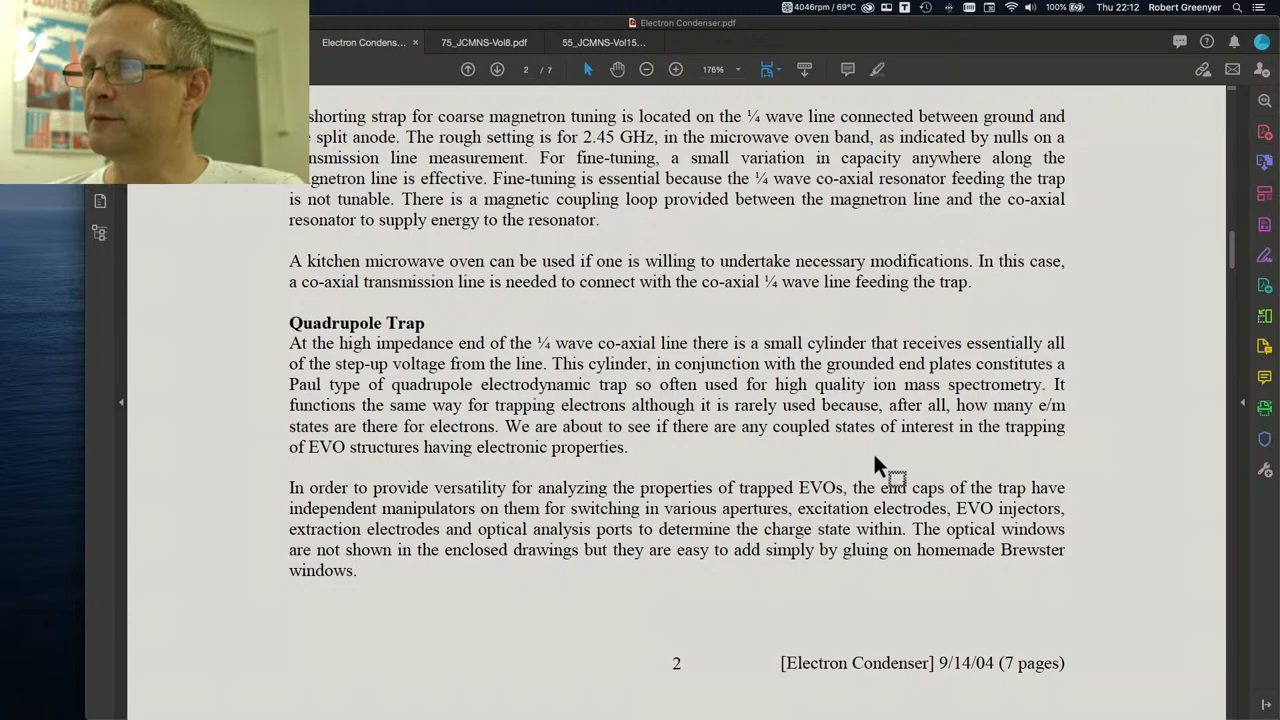 4046rpm / 69°C
100%
Thu 22:12
Robert Greenyer
Electron Condenser.pdf
Electron Condens...
75_JCMNS-Vol8.pdf
55_JCMNS-Vol15...
2 / 7
176%
shorting strap for coarse magnetron tuning is located on the ¼ wave line connected between ground and
split anode. The rough setting is for 2.45 GHz, in the microwave oven band, as indicated by nulls on a
nsmission line measurement. For fine-tuning, a small variation in capacity anywhere along the
gnetron line is effective. Fine-tuning is essential because the ¼ wave co-axial resonator feeding the trap
is not tunable. There is a magnetic coupling loop provided between the magnetron line and the co-axial
resonator to supply energy to the resonator.
A kitchen microwave oven can be used if one is willing to undertake necessary modifications. In this case,
a co-axial transmission line is needed to connect with the co-axial ¼ wave line feeding the trap.
Quadrupole Trap
At the high impedance end of the ¼ wave co-axial line there is a small cylinder that receives essentially all
of the step-up voltage from the line. This cylinder, in conjunction with the grounded end plates constitutes a
Paul type of quadrupole electrodynamic trap so often used for high quality ion mass spectrometry. It
functions the same way for trapping electrons although it is rarely used because, after all, how many e/m
states are there for electrons. We are about to see if there are any coupled states of interest in the trapping
of EVO structures having electronic properties.
In order to provide versatility for analyzing the properties of trapped EVOs, the end caps of the trap have
independent manipulators on them for switching in various apertures, excitation electrodes, EVO injectors,
extraction electrodes and optical analysis ports to determine the charge state within. The optical windows
are not shown in the enclosed drawings but they are easy to add simply by gluing on homemade Brewster
windows.
2
[Electron Condenser] 9/14/04 (7 pages)